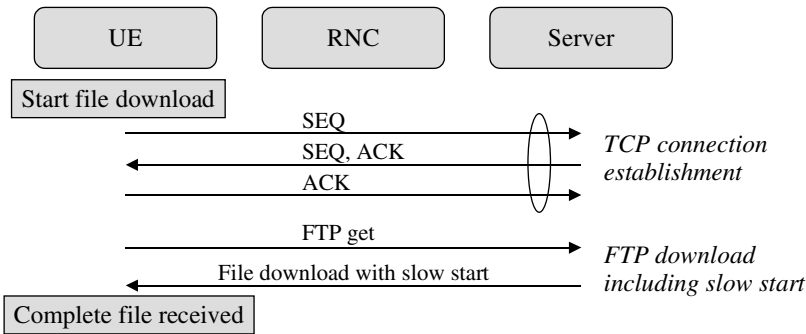 UE
RNC
Server
Start file download
SEQ
SEQ, ACK
ACK
TCP connection
establishment
FTP get
File download with slow start
FTP download
including slow start
Complete file received